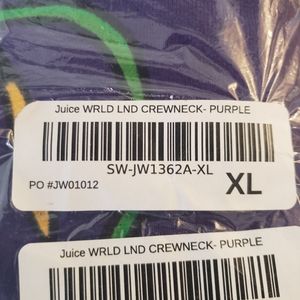 Juice WRLD LND CREWNECK- PURPLE
SW-JW1362A-XL
PO #JW01012
XL
Juice WRLD LND CREWNECK- PURPLE